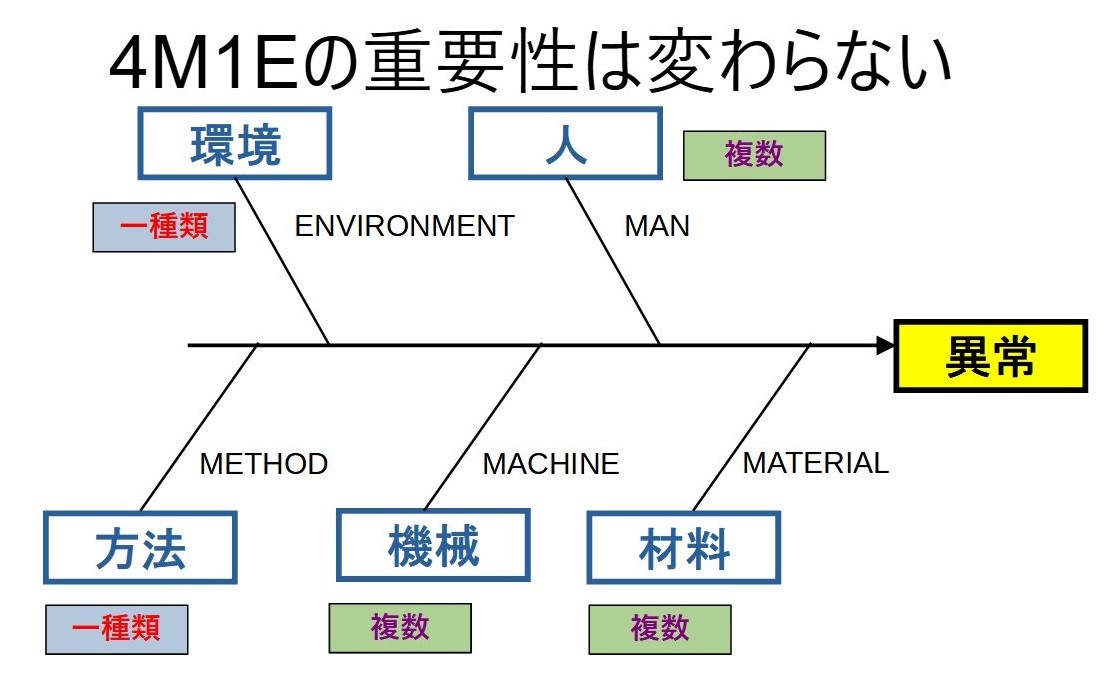 4M1Eの重要性は変わらない
環境
人
複数
一種類
ENVIRONMENT
MAN
異常
METHOD
MACHINE
MATERIAL
方法
機械
材料
一種類
複数
複数